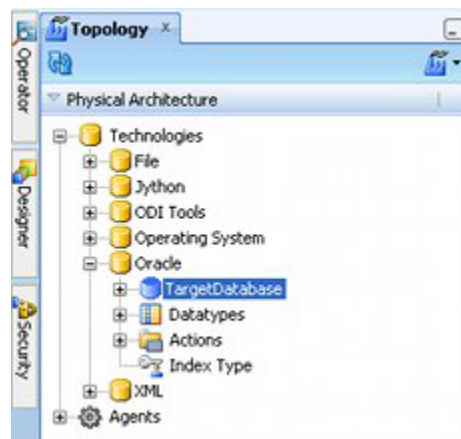 Topology
Operator
Physical Architecture
Technologies
File
Jython
ODI Tools
Designer
Operating System
Oracle
TargetDatabase
Datatypes
Security
Actions
Index Type
XML
Agents